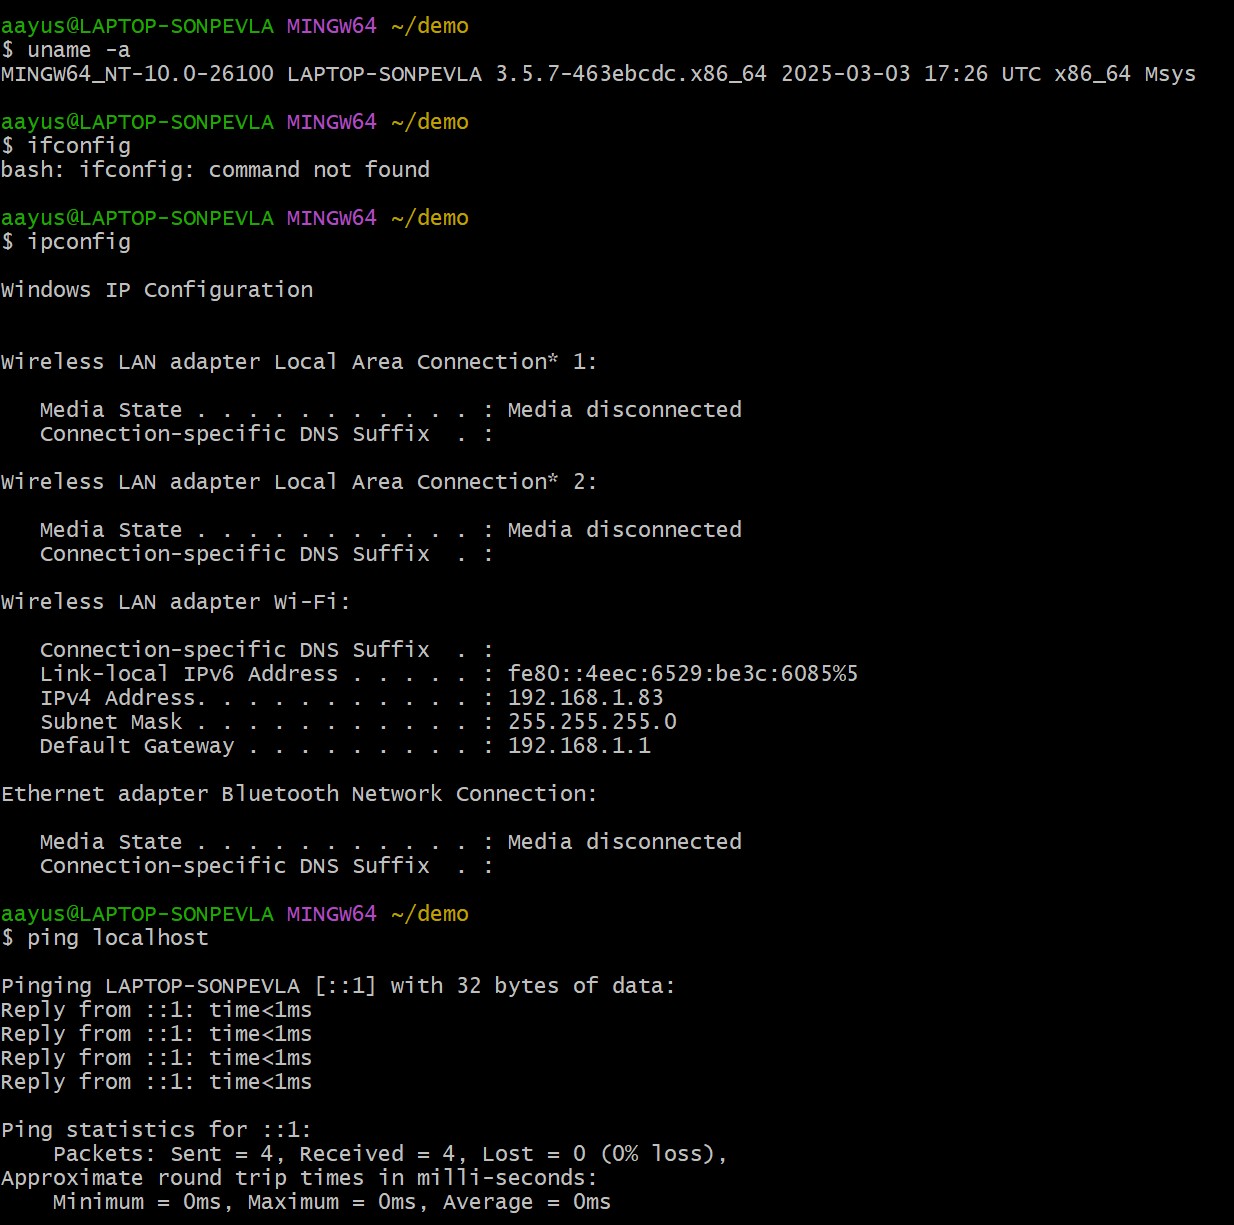 aayus@LAPTOP-SONPEVLA MINGW64 ~/demo
$ uname -a
MINGW64_NT-10.0-26100 LAPTOP-SONPEVLA 3.5.7-463ebcdc.x86_64 2025-03-03 17:26 UTC x86_64 Msys
aayus@LAPTOP-SONPEVLA MINGW64 ~/demo
$ ifconfig
bash: ifconfig: command not found
aayus@LAPTOP-SONPEVLA MINGW64 ~/demo
$ ipconfig
Windows IP Configuration
Wireless LAN adapter Local Area Connection* 1:
   Media State . . . . . . . . . . . : Media disconnected
   Connection-specific DNS Suffix  . :
Wireless LAN adapter Local Area Connection* 2:
   Media State . . . . . . . . . . . : Media disconnected
   Connection-specific DNS Suffix  . :
Wireless LAN adapter Wi-Fi:
   Connection-specific DNS Suffix  . :
   Link-local IPv6 Address . . . . . : fe80::4eec:6529:be3c:6085%5
   IPv4 Address. . . . . . . . . . . : 192.168.1.83
   Subnet Mask . . . . . . . . . . . : 255.255.255.0
   Default Gateway . . . . . . . . . : 192.168.1.1
Ethernet adapter Bluetooth Network Connection:
   Media State . . . . . . . . . . . : Media disconnected
   Connection-specific DNS Suffix  . :
aayus@LAPTOP-SONPEVLA MINGW64 ~/demo
$ ping localhost
Pinging LAPTOP-SONPEVLA [::1] with 32 bytes of data:
Reply from ::1: time<1ms
Reply from ::1: time<1ms
Reply from ::1: time<1ms
Reply from ::1: time<1ms
Ping statistics for ::1:
    Packets: Sent = 4, Received = 4, Lost = 0 (0% loss),
Approximate round trip times in milli-seconds:
    Minimum = 0ms, Maximum = 0ms, Average = 0ms